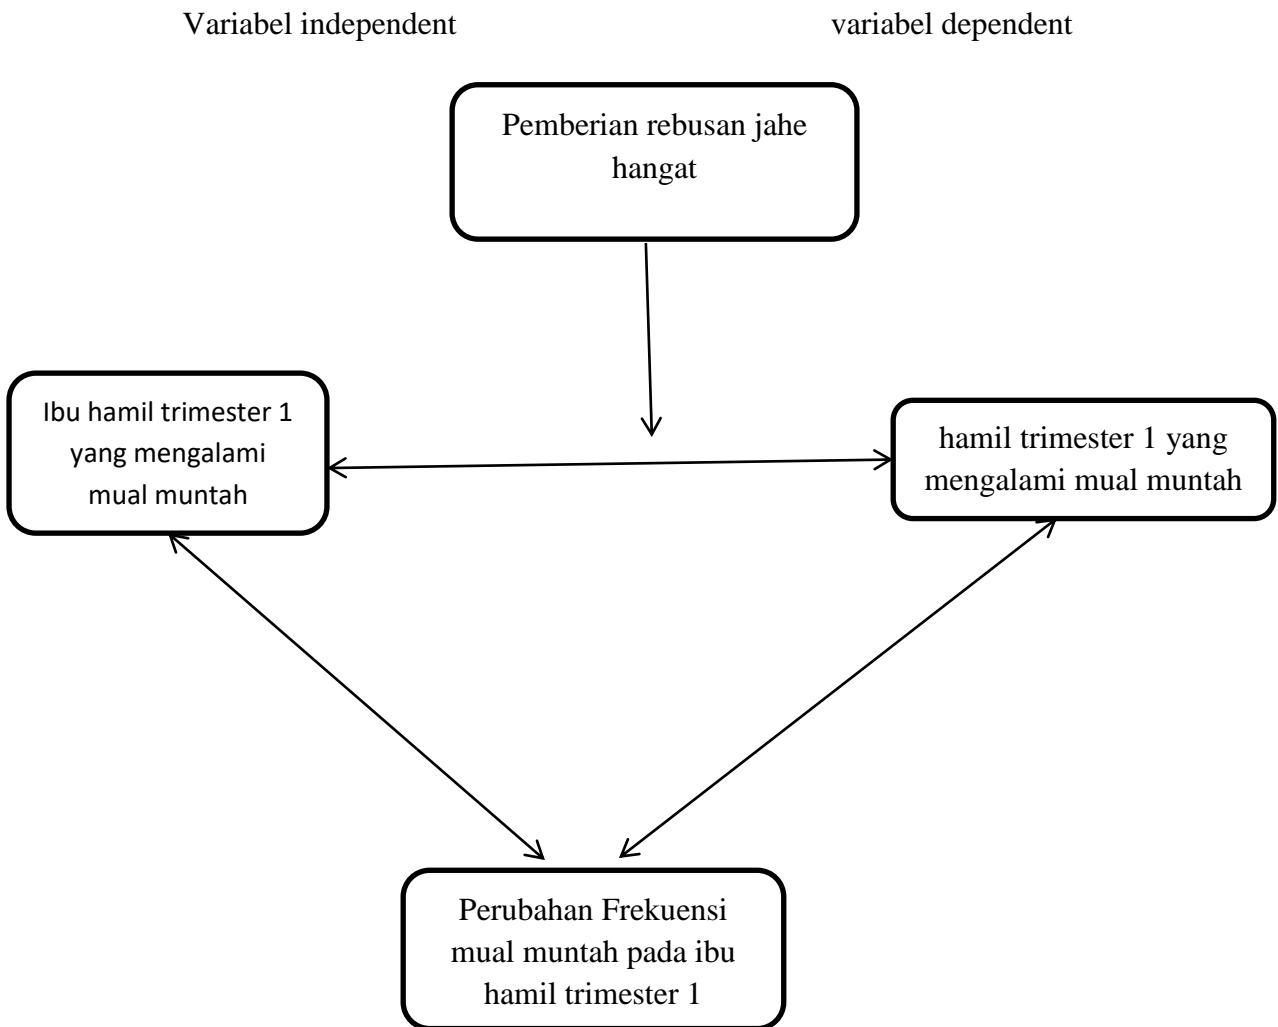 Variabel independent
variabel dependent
Pemberian rebusan jahe
hangat
Ibu hamil trimester 1
yang mengalami
mual muntah
hamil trimester 1 yang
mengalami mual muntah
Perubahan Frekuensi
mual muntah pada ibu
hamil trimester 1